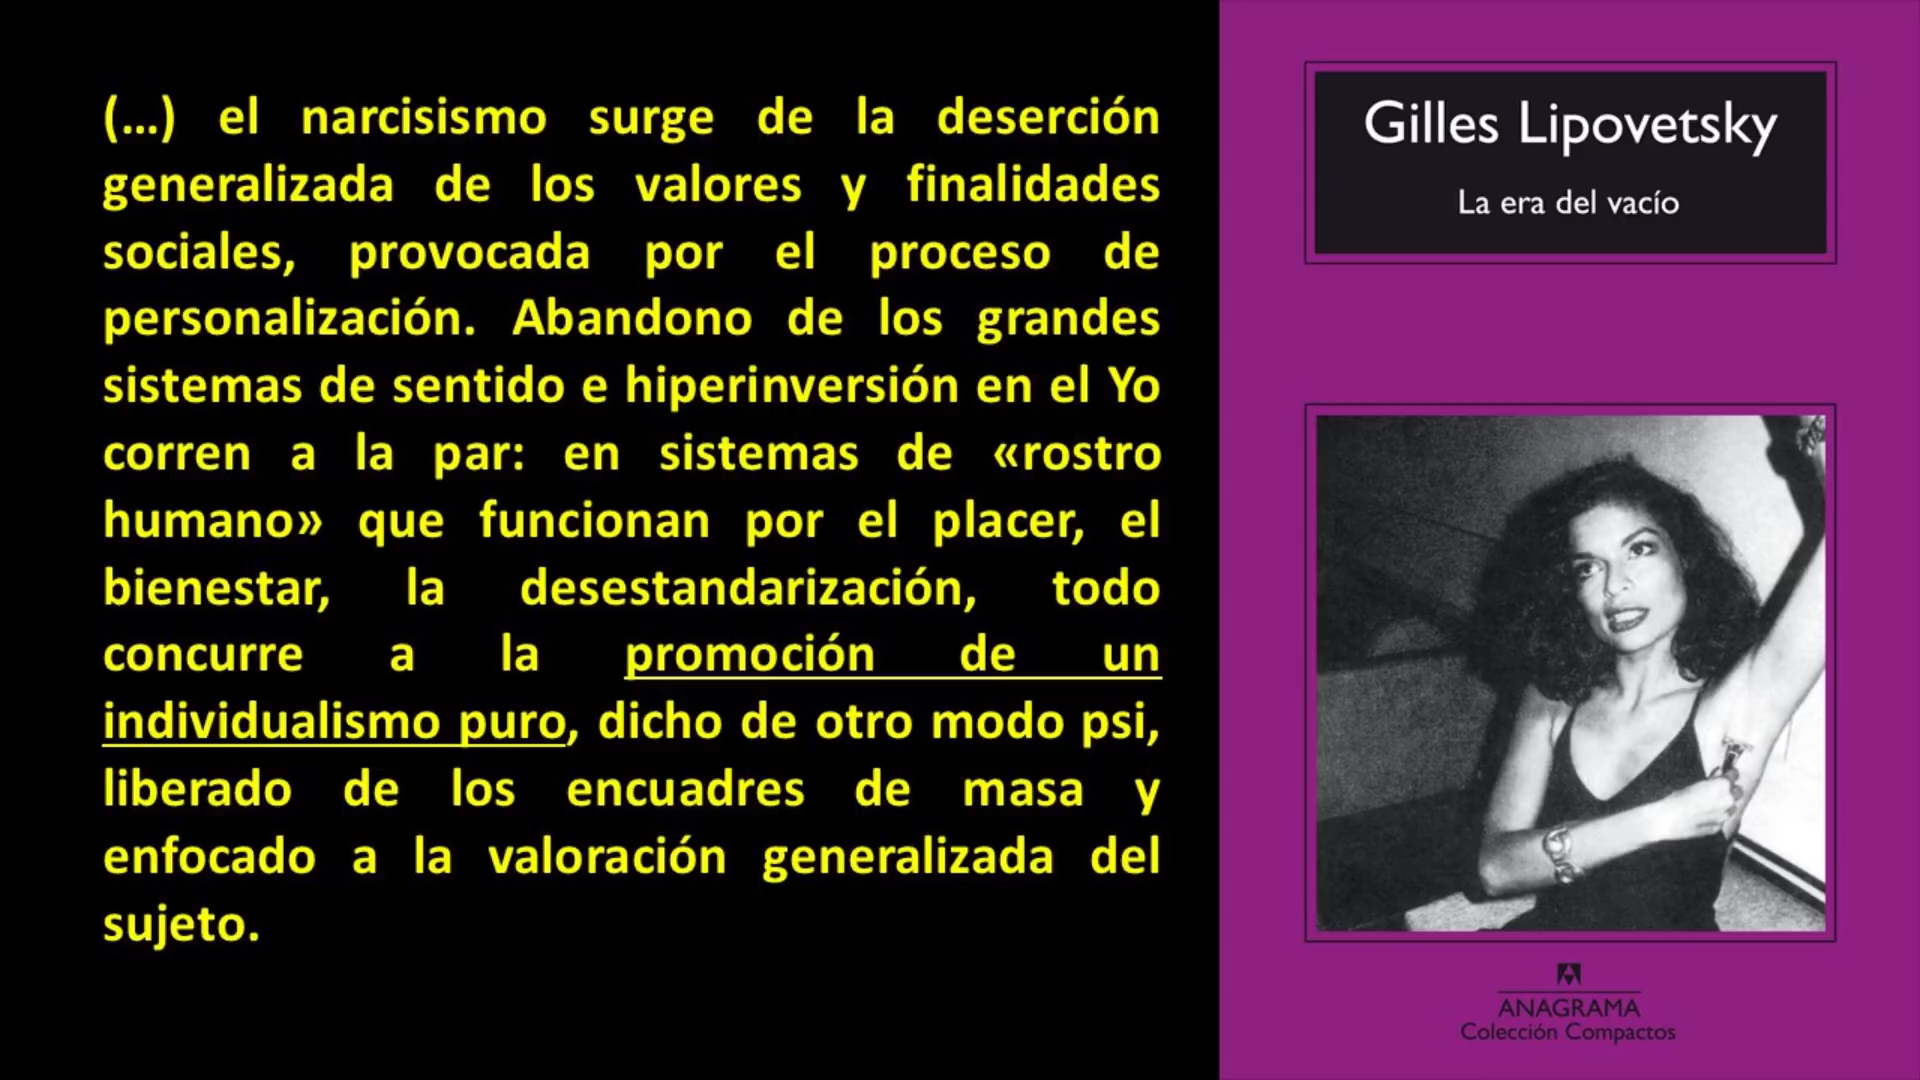 (…) el narcisismo surge de la deserción
generalizada de los valores y finalidades
sociales, provocada por el proceso de
personalización. Abandono de los grandes
sistemas de sentido e hiperinversión en el Yo
corren a la par: en sistemas de «rostro
humano» que funcionan por el placer, el
bienestar, la desestandarización, todo
concurre a la promoción de un
individualismo puro, dicho de otro modo psi,
liberado de los encuadres de masa y
enfocado a la valoración generalizada del
sujeto.
Gilles Lipovetsky
La era del vacío
ANAGRAMA
Colección Compactos